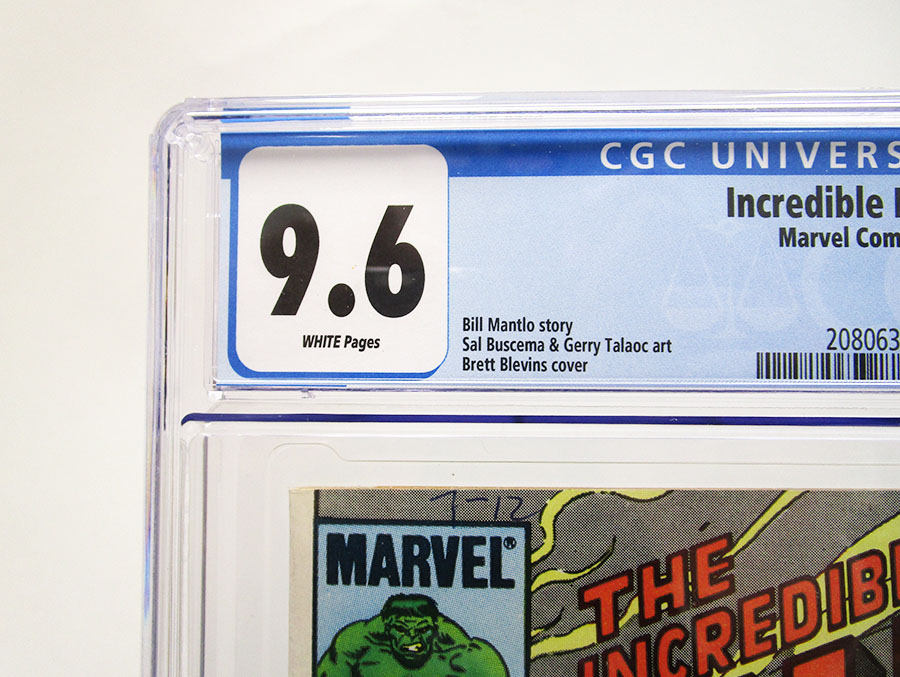 CGC UNIVERS
9.6
WHITE Pages
Incredible
Marvel Com
Bill Mantlo story
Sal Buscema & Gerry Talaoc art
Brett Blevins cover
208063
7-12
MARVEL®
THE
INCREDIB